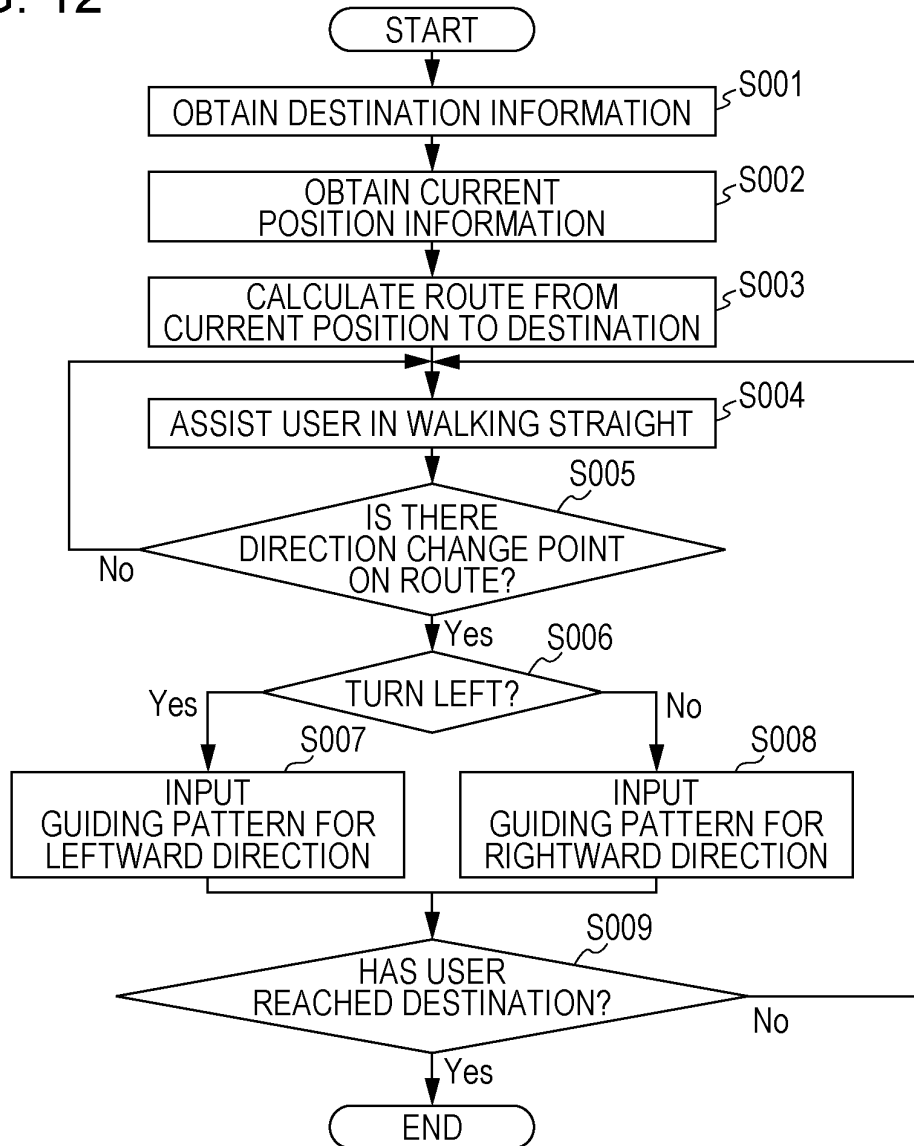 12
START
S001
OBTAIN DESTINATION INFORMATION
S002
OBTAIN CURRENT
POSITION INFORMATION
S003
CALCULATE ROUTE FROM
CURRENT POSITION TO DESTINATION
S004
ASSIST USER IN WALKING STRAIGHT
S005
IS THERE
DIRECTION CHANGE POINT
ON ROUTE?
No
Yes
S006
TURN LEFT?
Yes
No
S007
INPUT
GUIDING PATTERN FOR
LEFTWARD DIRECTION
S008
INPUT
GUIDING PATTERN FOR
RIGHTWARD DIRECTION
S009
HAS USER
REACHED DESTINATION?
No
Yes
END